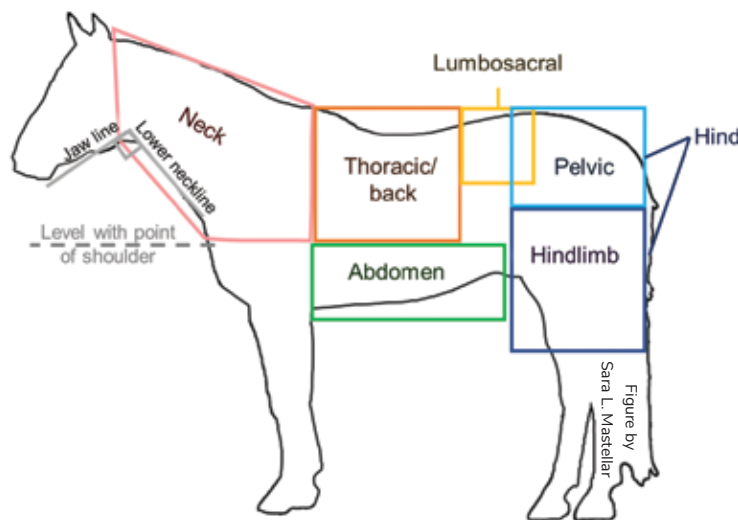 Lumbosacral
Neck
Jaw line
Lower neckline
Thoracic/
back
Pelvic
Hind
Level with point
of shoulder
Abdomen
Hindlimb
Figure by
Sara L. Mastellar